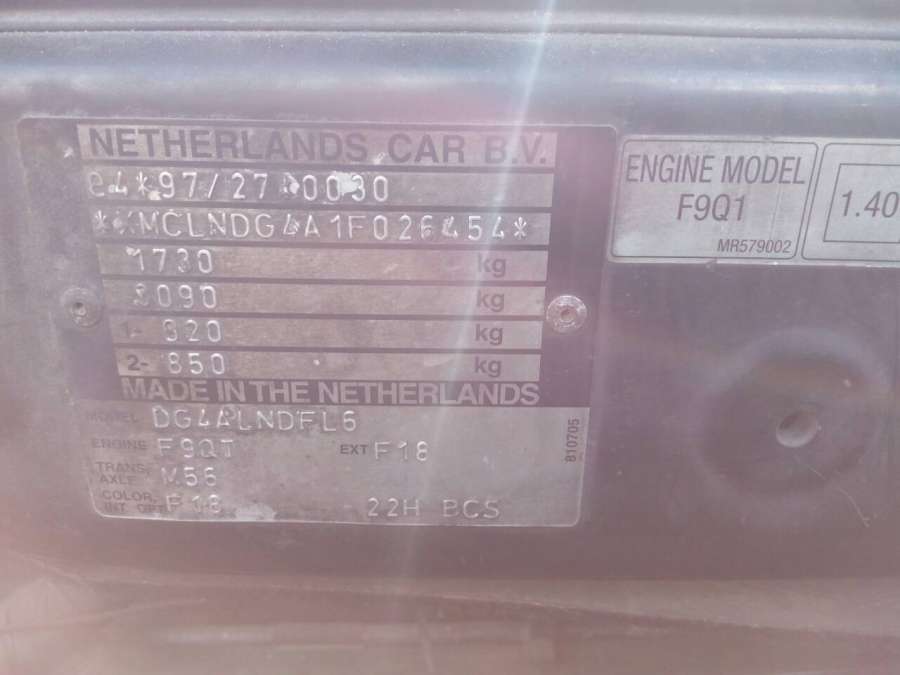 NETHERLANDS CAR B.V.
e4*97/27*0030
*XMCLNDG4A1F026454*
1730 kg
3090 kg
1- 920 kg
2- 850 kg
MADE IN THE NETHERLANDS
MODEL DG4ALNDFL6
ENGINE F9QT EXT F18
TRANS. AXLE M56
COLOR, INT OPT F18 22H BCS
810705
ENGINE MODEL
F9Q1
MR579002
1.40